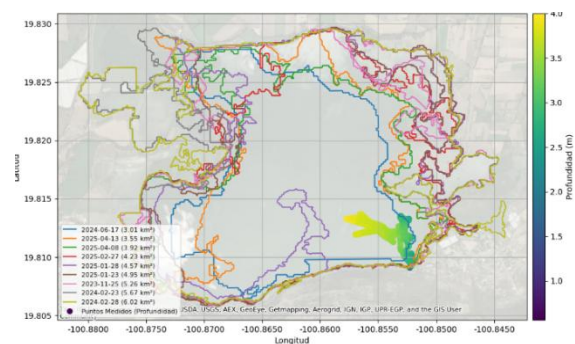 19.830
19.825
19.820
19.815
19.810
19.805
Latitud
2024-06-17 (3.01 km²)
2025-04-13 (3.55 km²)
2025-04-08 (3.92 km²)
2025-02-27 (4.23 km²)
2025-01-28 (4.57 km²)
2025-01-23 (4.95 km²)
2023-11-25 (5.26 km²)
2024-03-23 (5.67 km²)
2024-02-28 (6.02 km²)
Puntos Medidos (Profundidad)
JSDA, USGS, AEX, GeoEye, Getmapping, Aerogrid, IGN, IGP, UPR-EGP, and the GIS User
-100.8800 -100.8750 -100.8700 -100.8650 -100.8600 -100.8550 -100.8500 -100.8450
Longitud
4.0
3.5
3.0
2.5
2.0
1.5
1.0
Profundidad (m)